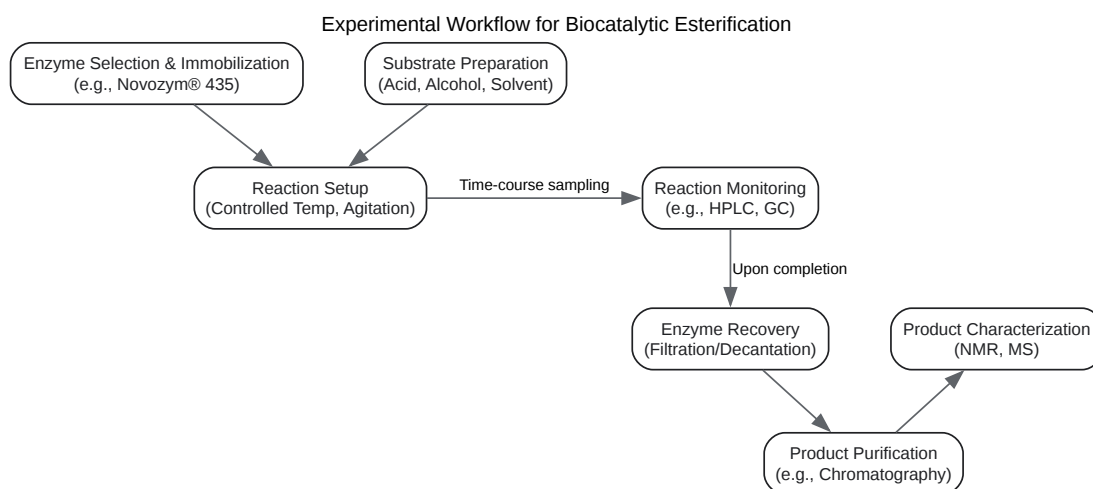 Experimental Workflow for Biocatalytic Esterification
Enzyme Selection & Immobilization
(e.g., Novozym® 435)
Substrate Preparation
(Acid, Alcohol, Solvent)
Reaction Setup
(Controlled Temp, Agitation)
Time-course sampling
Reaction Monitoring
(e.g., HPLC, GC)
Upon completion
Enzyme Recovery
(Filtration/Decantation)
Product Characterization
(NMR, MS)
Product Purification
(e.g., Chromatography)